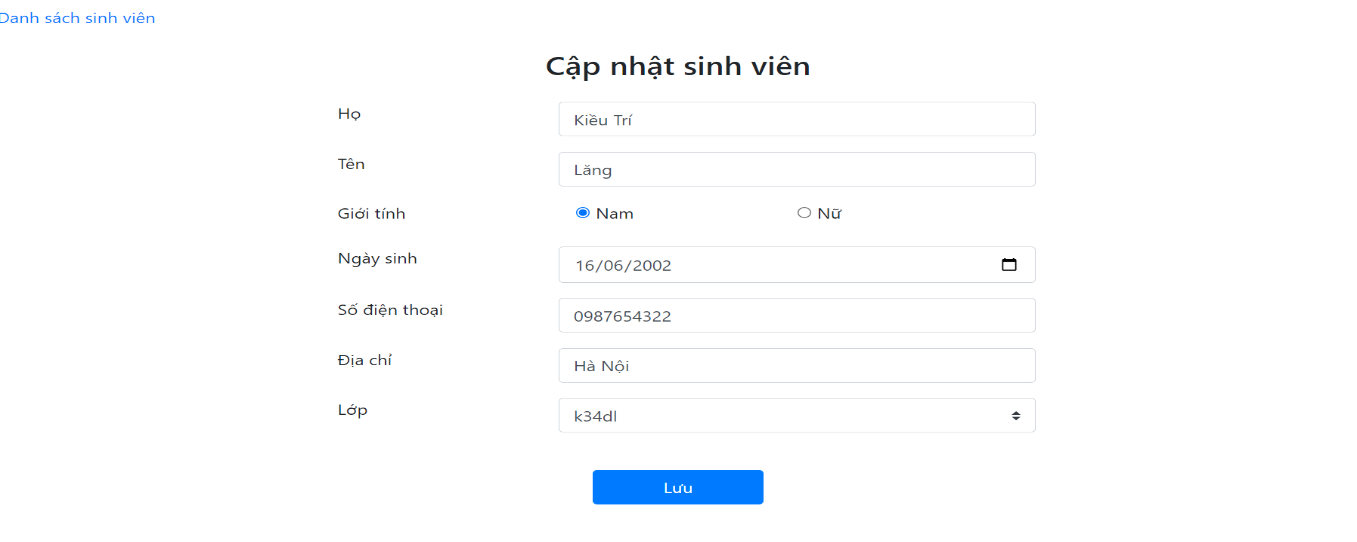 Danh sách sinh viên
Cập nhật sinh viên
Họ
Kiều Trí
Tên
Lăng
Giới tính
Nam
Nữ
Ngày sinh
16/06/2002
Số điện thoại
0987654322
Địa chỉ
Hà Nội
Lớp
k34dl
Lưu